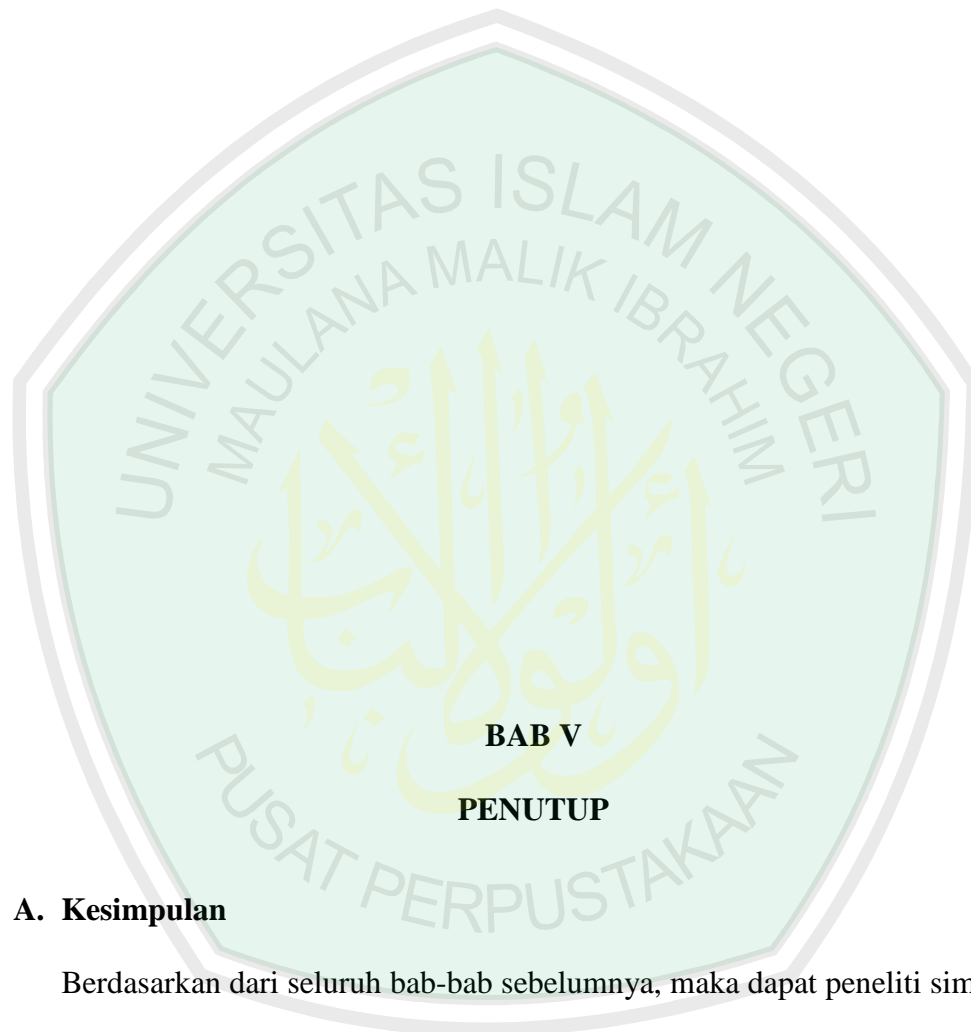 UNIVERSITAS ISLAM NEGERI
MAULANA MALIK IBRAHIM
PUSAT PERPUSTAKAAN
BAB V
PENUTUP
A. Kesimpulan
Berdasarkan dari seluruh bab-bab sebelumnya, maka dapat peneliti sim